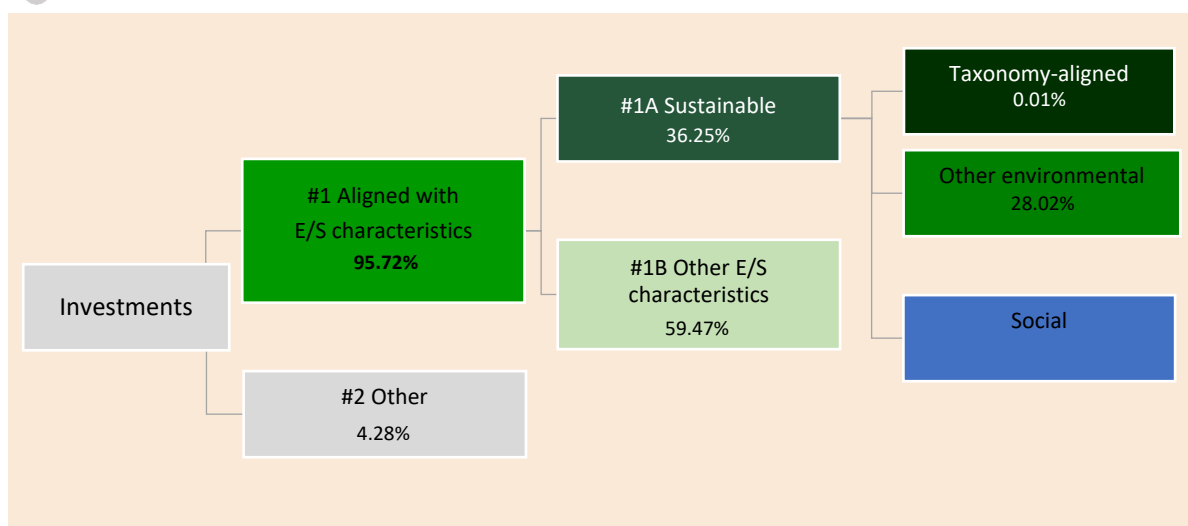 Investments
#1 Aligned with
E/S characteristics
95.72%
#2 Other
4.28%
#1A Sustainable
36.25%
#1B Other E/S
characteristics
59.47%
Taxonomy-aligned
0.01%
Other environmental
28.02%
Social